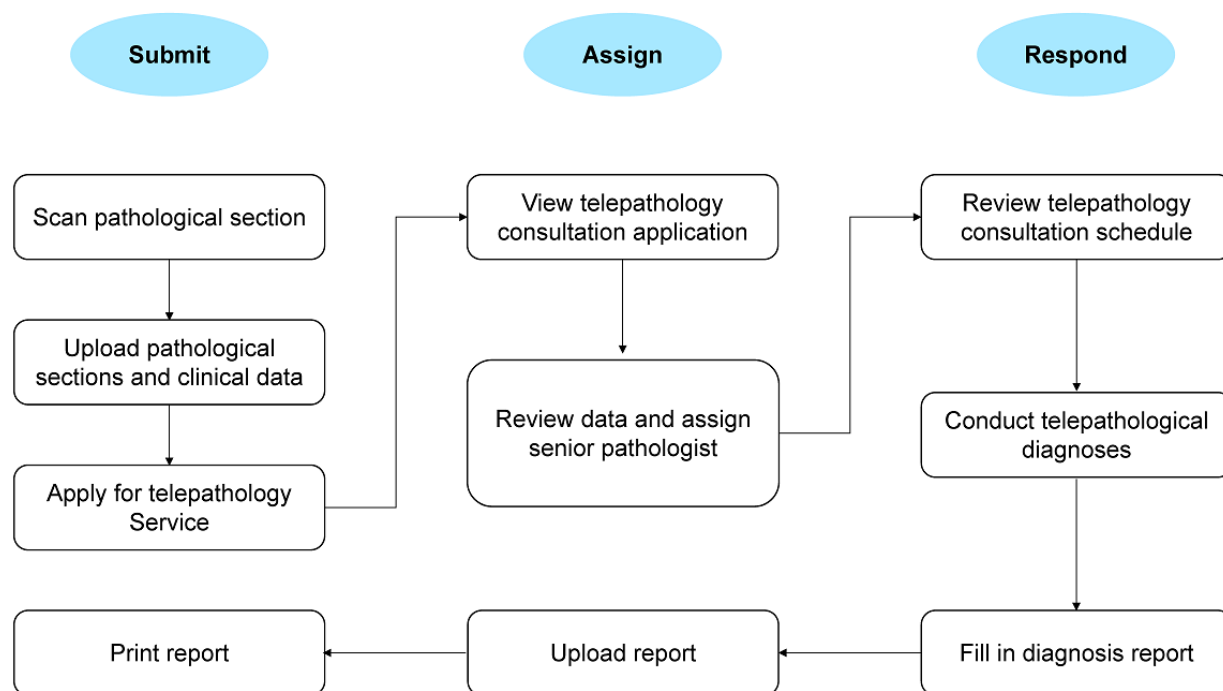 Submit
Assign
Respond
Scan pathological section
View telepathology
consultation application
Review telepathology
consultation schedule
Upload pathological
sections and clinical data
Review data and assign
senior pathologist
Conduct telepathological
diagnoses
Apply for telepathology
Service
Print report
Upload report
Fill in diagnosis report